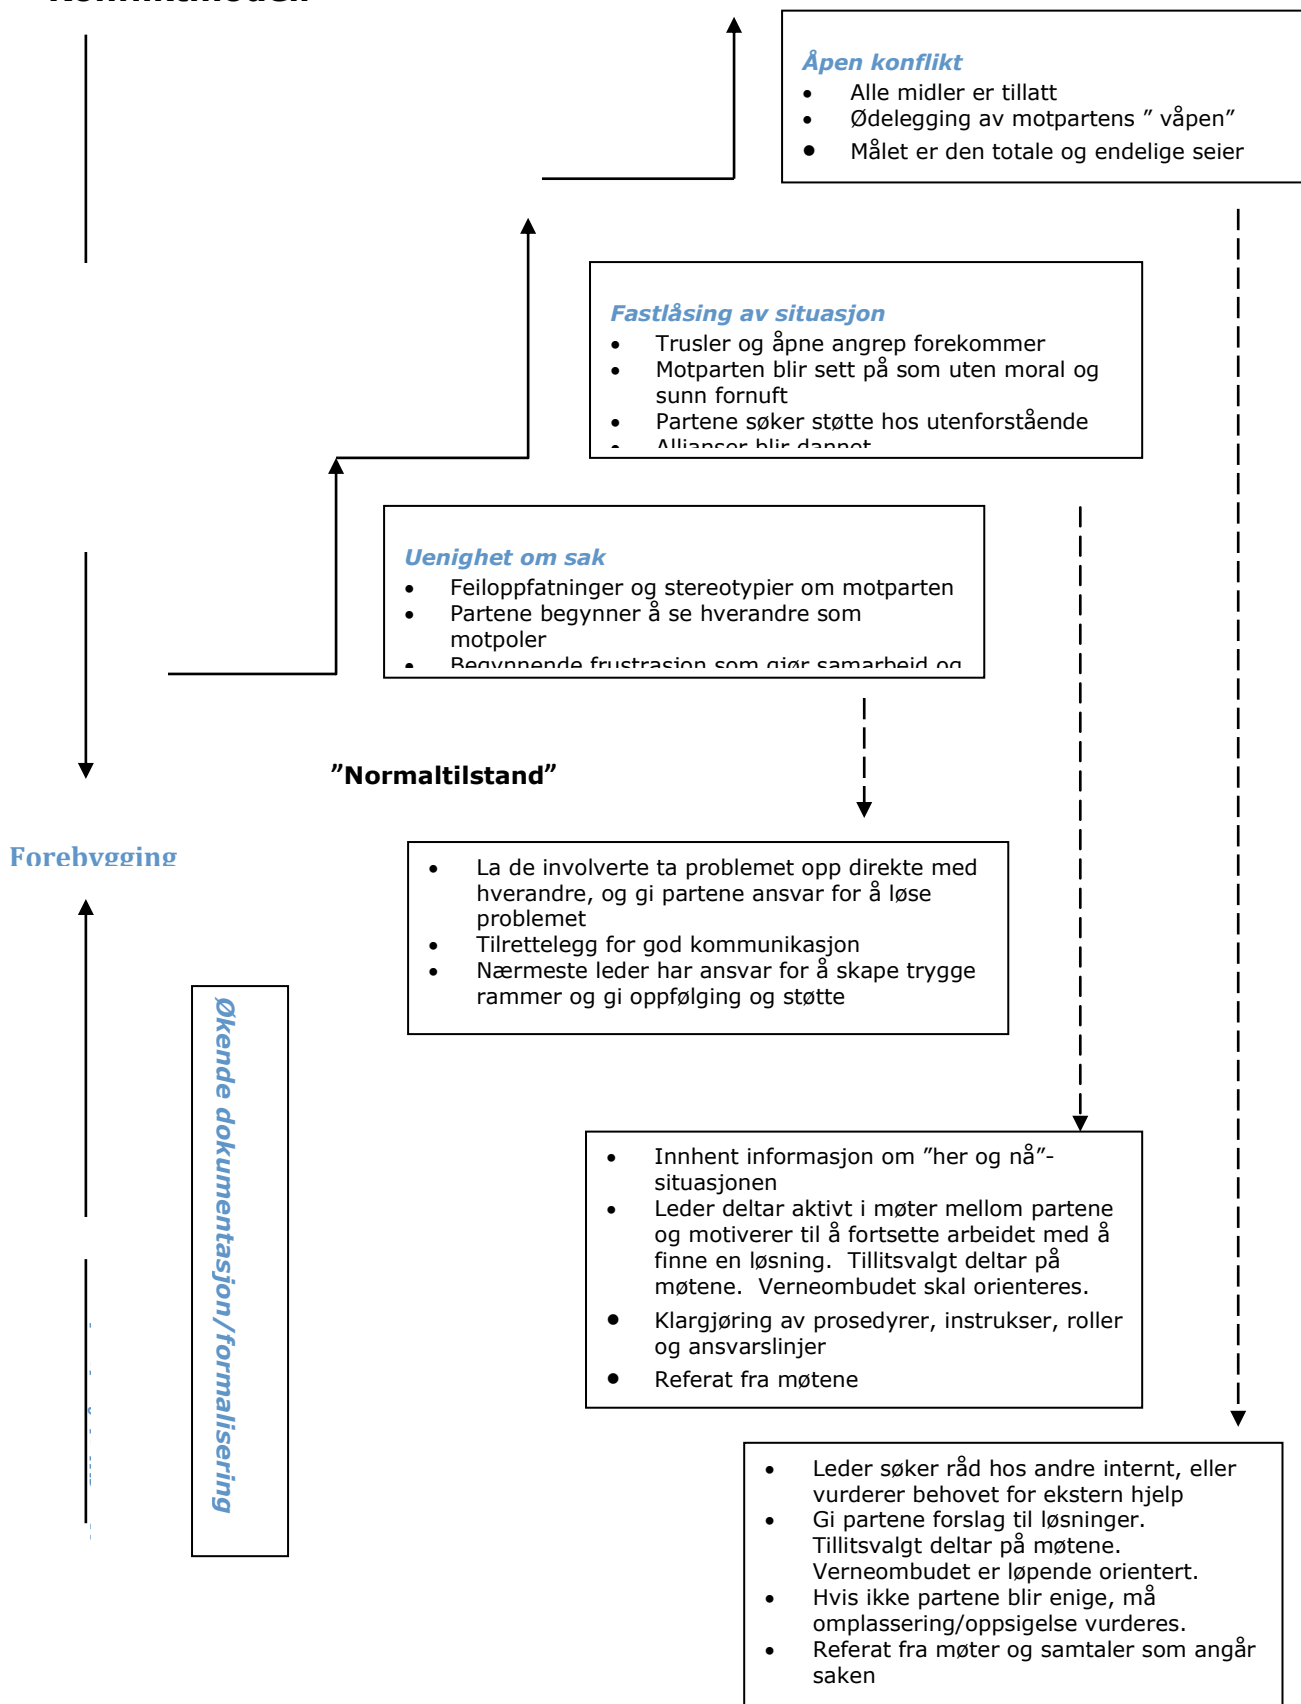 Åpen konflikt
• Alle midler er tillatt
• Ødelegging av motpartens ” våpen”
• Målet er den totale og endelige seier
Fastlåsing av situasjon
• Trusler og åpne angrep forekommer
• Motparten blir sett på som uten moral og
sunn fornuft
• Partene søker støtte hos utenforstående
• Allianser blir dannet
Uenighet om sak
• Feiloppfatninger og stereotypier om motparten
• Partene begynner å se hverandre som
motpoler
• Begynnende frustrasjon som gjør samarbeid og
”Normaltilstand”
Forebygging
• La de involverte ta problemet opp direkte med
hverandre, og gi partene ansvar for å løse
problemet
• Tilrettelegg for god kommunikasjon
• Nærmeste leder har ansvar for å skape trygge
rammer og gi oppfølging og støtte
Økende dokumentasjon/formalisering
• Innhent informasjon om ”her og nå”-
situasjonen
• Leder deltar aktivt i møter mellom partene
og motiverer til å fortsette arbeidet med å
finne en løsning.  Tillitsvalgt deltar på
møtene.  Verneombudet skal orienteres.
• Klargjøring av prosedyrer, instrukser, roller
og ansvarslinjer
• Referat fra møtene
• Leder søker råd hos andre internt, eller
vurderer behovet for ekstern hjelp
• Gi partene forslag til løsninger.
Tillitsvalgt deltar på møtene.
Verneombudet er løpende orientert.
• Hvis ikke partene blir enige, må
omplassering/oppsigelse vurderes.
• Referat fra møter og samtaler som angår
saken